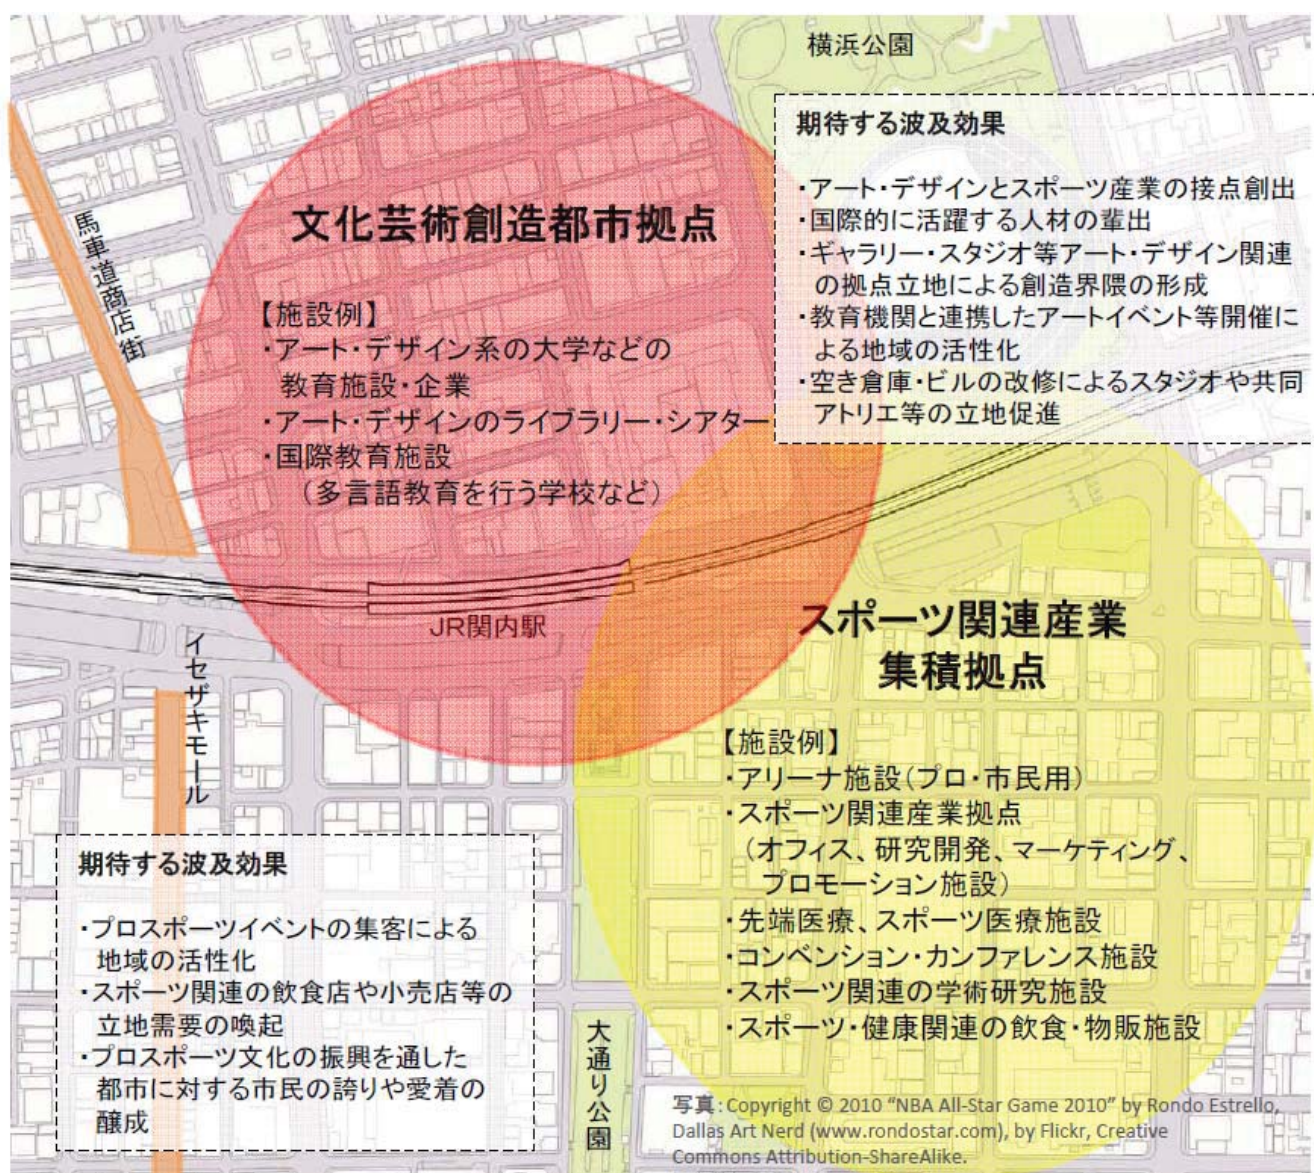 横浜公園
期待する波及効果
・アート・デザインとスポーツ産業の接点創出
・国際的に活躍する人材の輩出
・ギャラリー・スタジオ等アート・デザイン関連
の拠点立地による創造界隈の形成
・教育機関と連携したアートイベント等開催に
よる地域の活性化
・空き倉庫・ビルの改修によるスタジオや共同
アトリエ等の立地促進
馬車道商店街
文化芸術創造都市拠点
【施設例】
・アート・デザイン系の大学などの
教育施設・企業
・アート・デザインのライブラリー・シアター
・国際教育施設
（多言語教育を行う学校など）
JR関内駅
イセザキモール
スポーツ関連産業
集積拠点
【施設例】
・アリーナ施設（プロ・市民用）
・スポーツ関連産業拠点
（オフィス、研究開発、マーケティング、
プロモーション施設）
・先端医療、スポーツ医療施設
・コンベンション・カンファレンス施設
・スポーツ関連の学術研究施設
・スポーツ・健康関連の飲食・物販施設
期待する波及効果
・プロスポーツイベントの集客による
地域の活性化
・スポーツ関連の飲食店や小売店等の
立地需要の喚起
・プロスポーツ文化の振興を通した
都市に対する市民の誇りや愛着の
醸成
大通り公園
写真：Copyright © 2010 “NBA All-Star Game 2010” by Rondo Estrello,
Dallas Art Nerd (www.rondostar.com), by Flickr, Creative
Commons Attribution-ShareAlike.